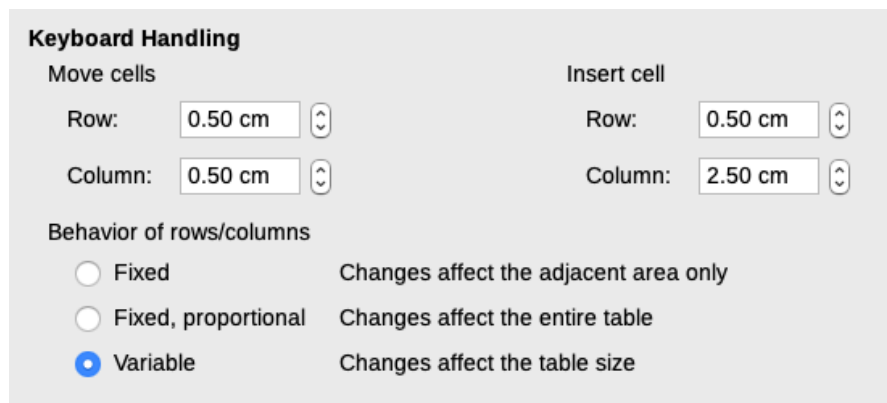 Keyboard Handling
Move cells Insert cell
Row: 0.50 cm Row: 0.50 cm
Column: 0.50 cm Column: 2.50 cm
Behavior of rows/columns
Fixed Changes affect the adjacent area only
Fixed, proportional Changes affect the entire table
Variable Changes affect the table size